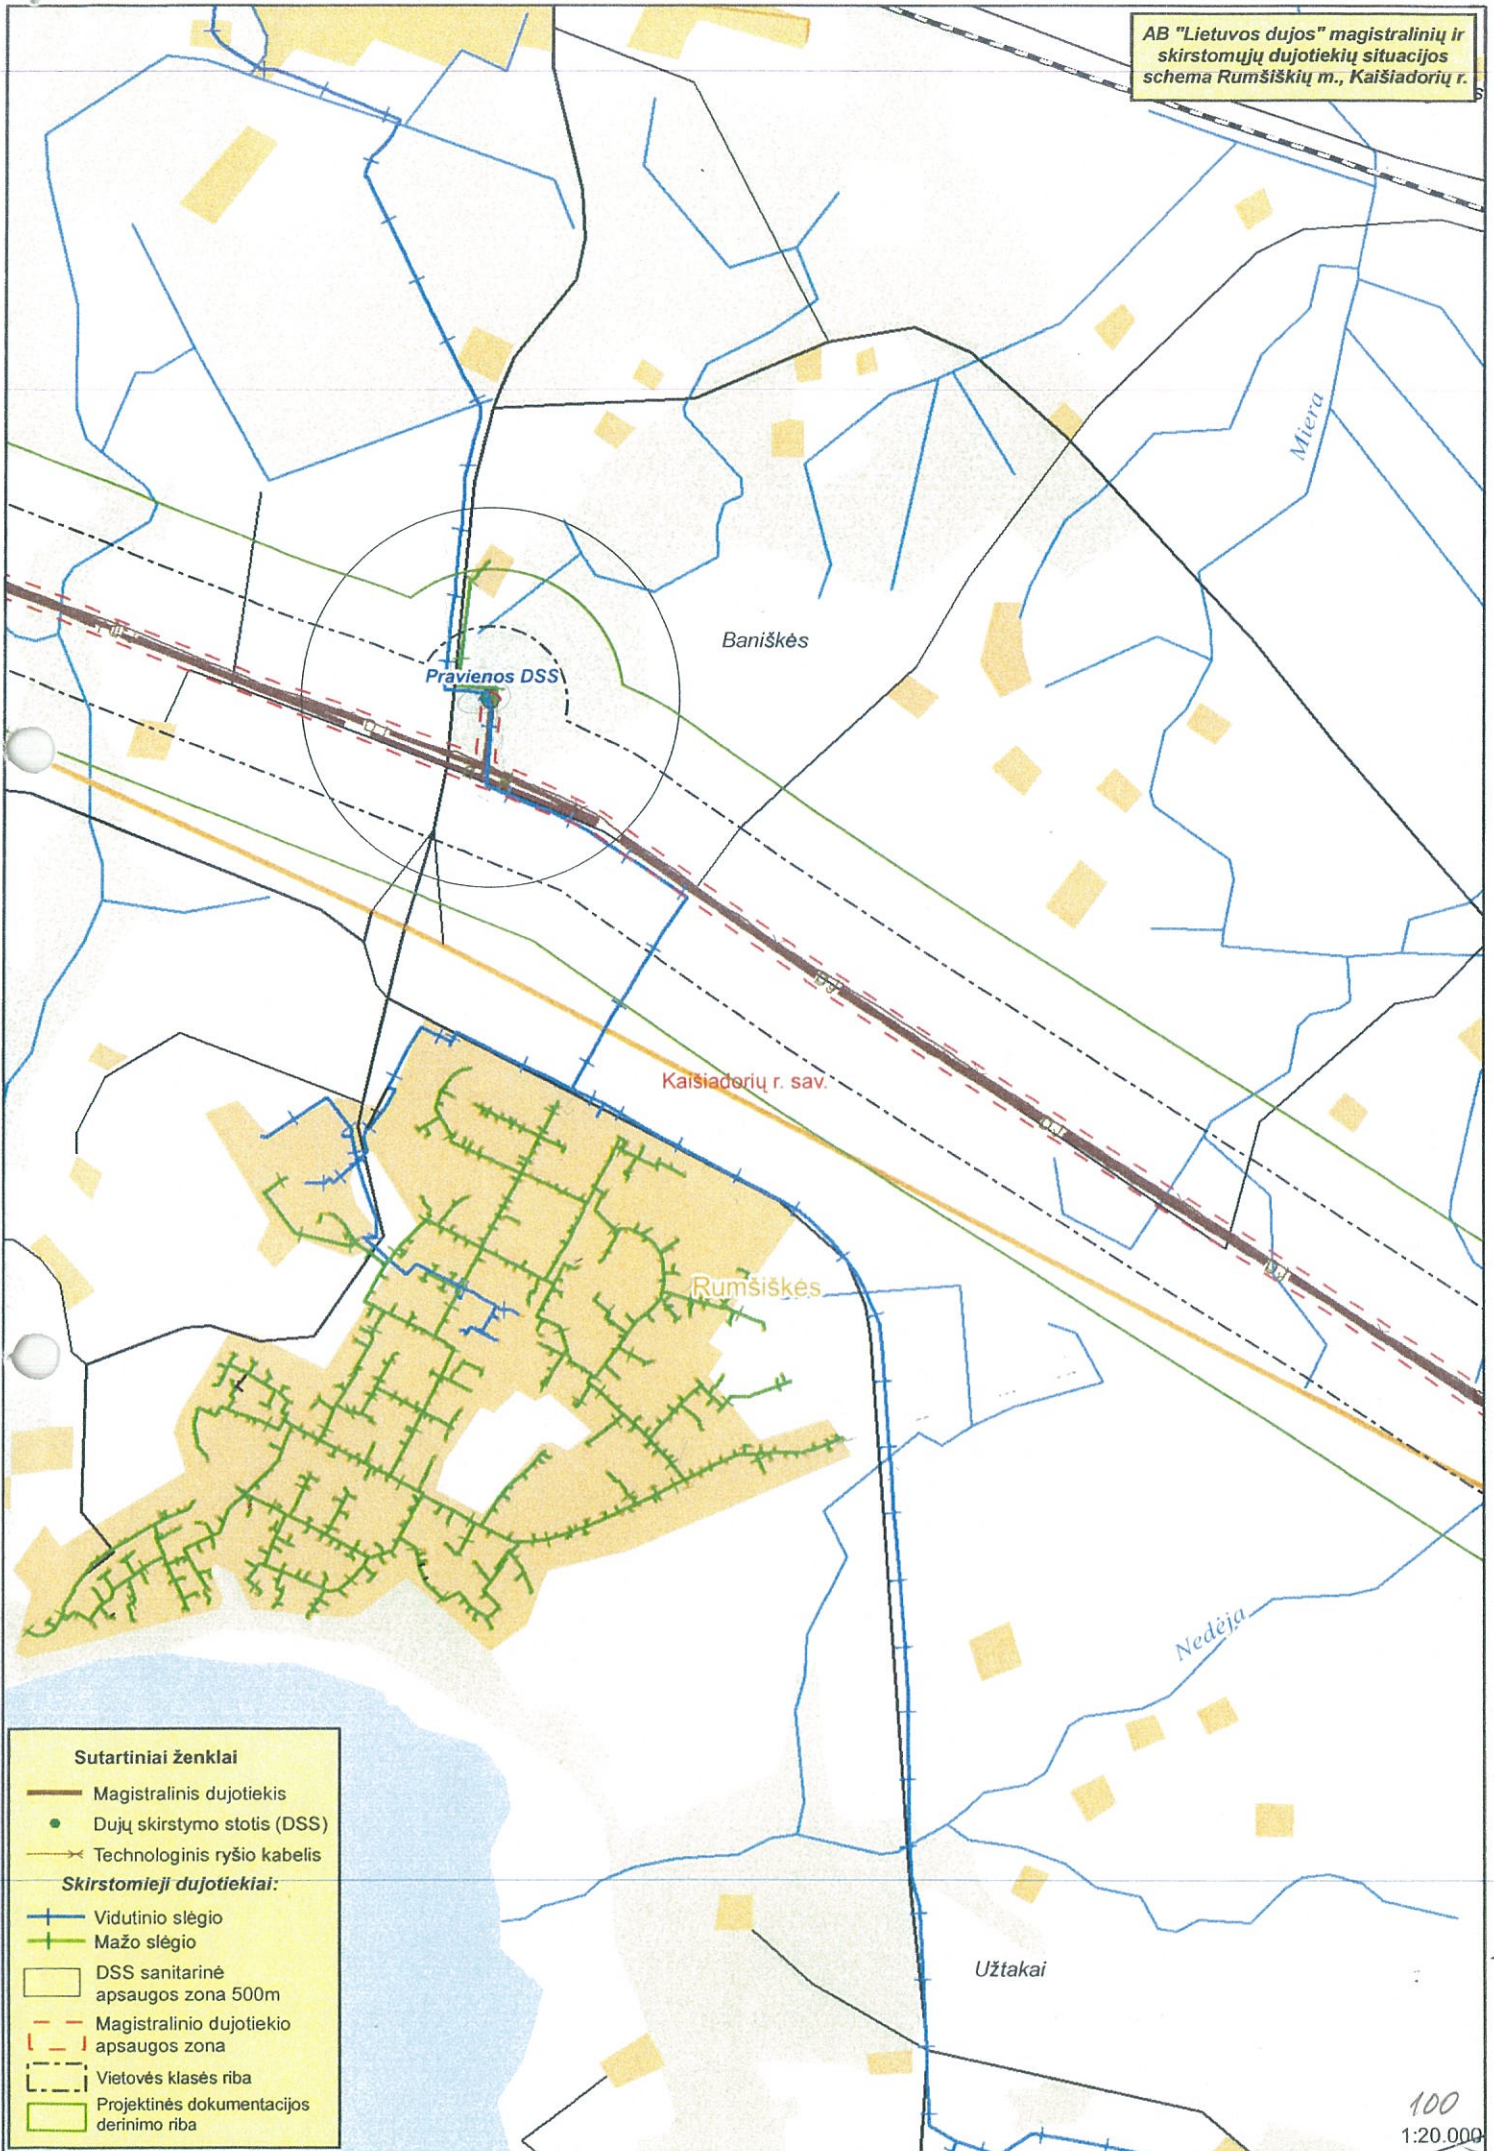 AB "Lietuvos dujos" magistralinių ir
skirstomųjų dujotiekių situacijos
schema Rumšiškių m., Kaišiadorių r.
Miera
Baniškės
Pravienos DSS
Kaišiadorių r. sav.
Rumšiškės
Nedėja
Užtakai
Sutartiniai ženklai
Magistralinis dujotiekis
Dujų skirstymo stotis (DSS)
Technologinis ryšio kabelis
Skirstomieji dujotiekiai:
Vidutinio slėgio
Mažo slėgio
DSS sanitarinė
apsaugos zona 500m
Magistralinio dujotiekio
apsaugos zona
Vietovės klasės riba
Projektinės dokumentacijos
derinimo riba
100
1:20.000